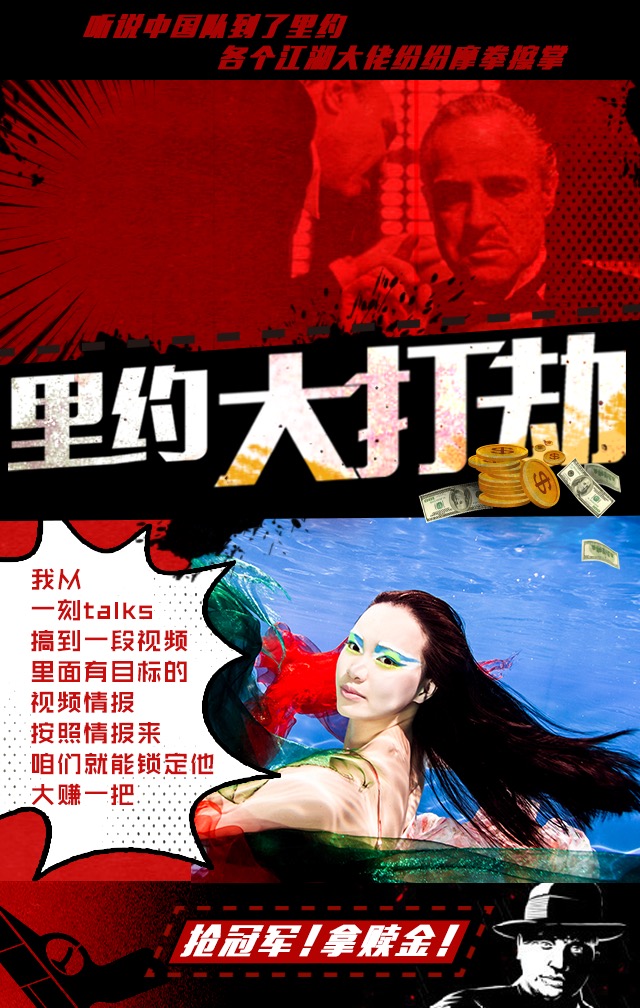 听说中国队到了里约
各个江湖大佬纷纷摩拳擦掌
里约大打劫
我从
一刻talks
搞到一段视频
里面有目标的
视频情报
按照情报来
咱们就能锁定他
大赚一把
抢冠军!拿赎金!